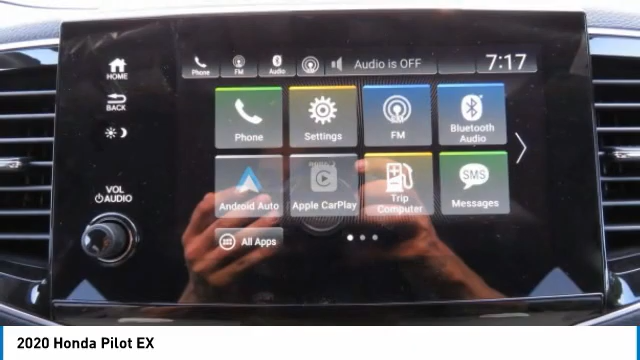 HOME
BACK
VOL
AUDIO
Phone
FM
Audio
Audio is OFF
7:17
Phone
Settings
FM
Bluetooth
Audio
Android Auto
Apple CarPlay
Trip
Computer
SMS
Messages
All Apps
2020 Honda Pilot EX